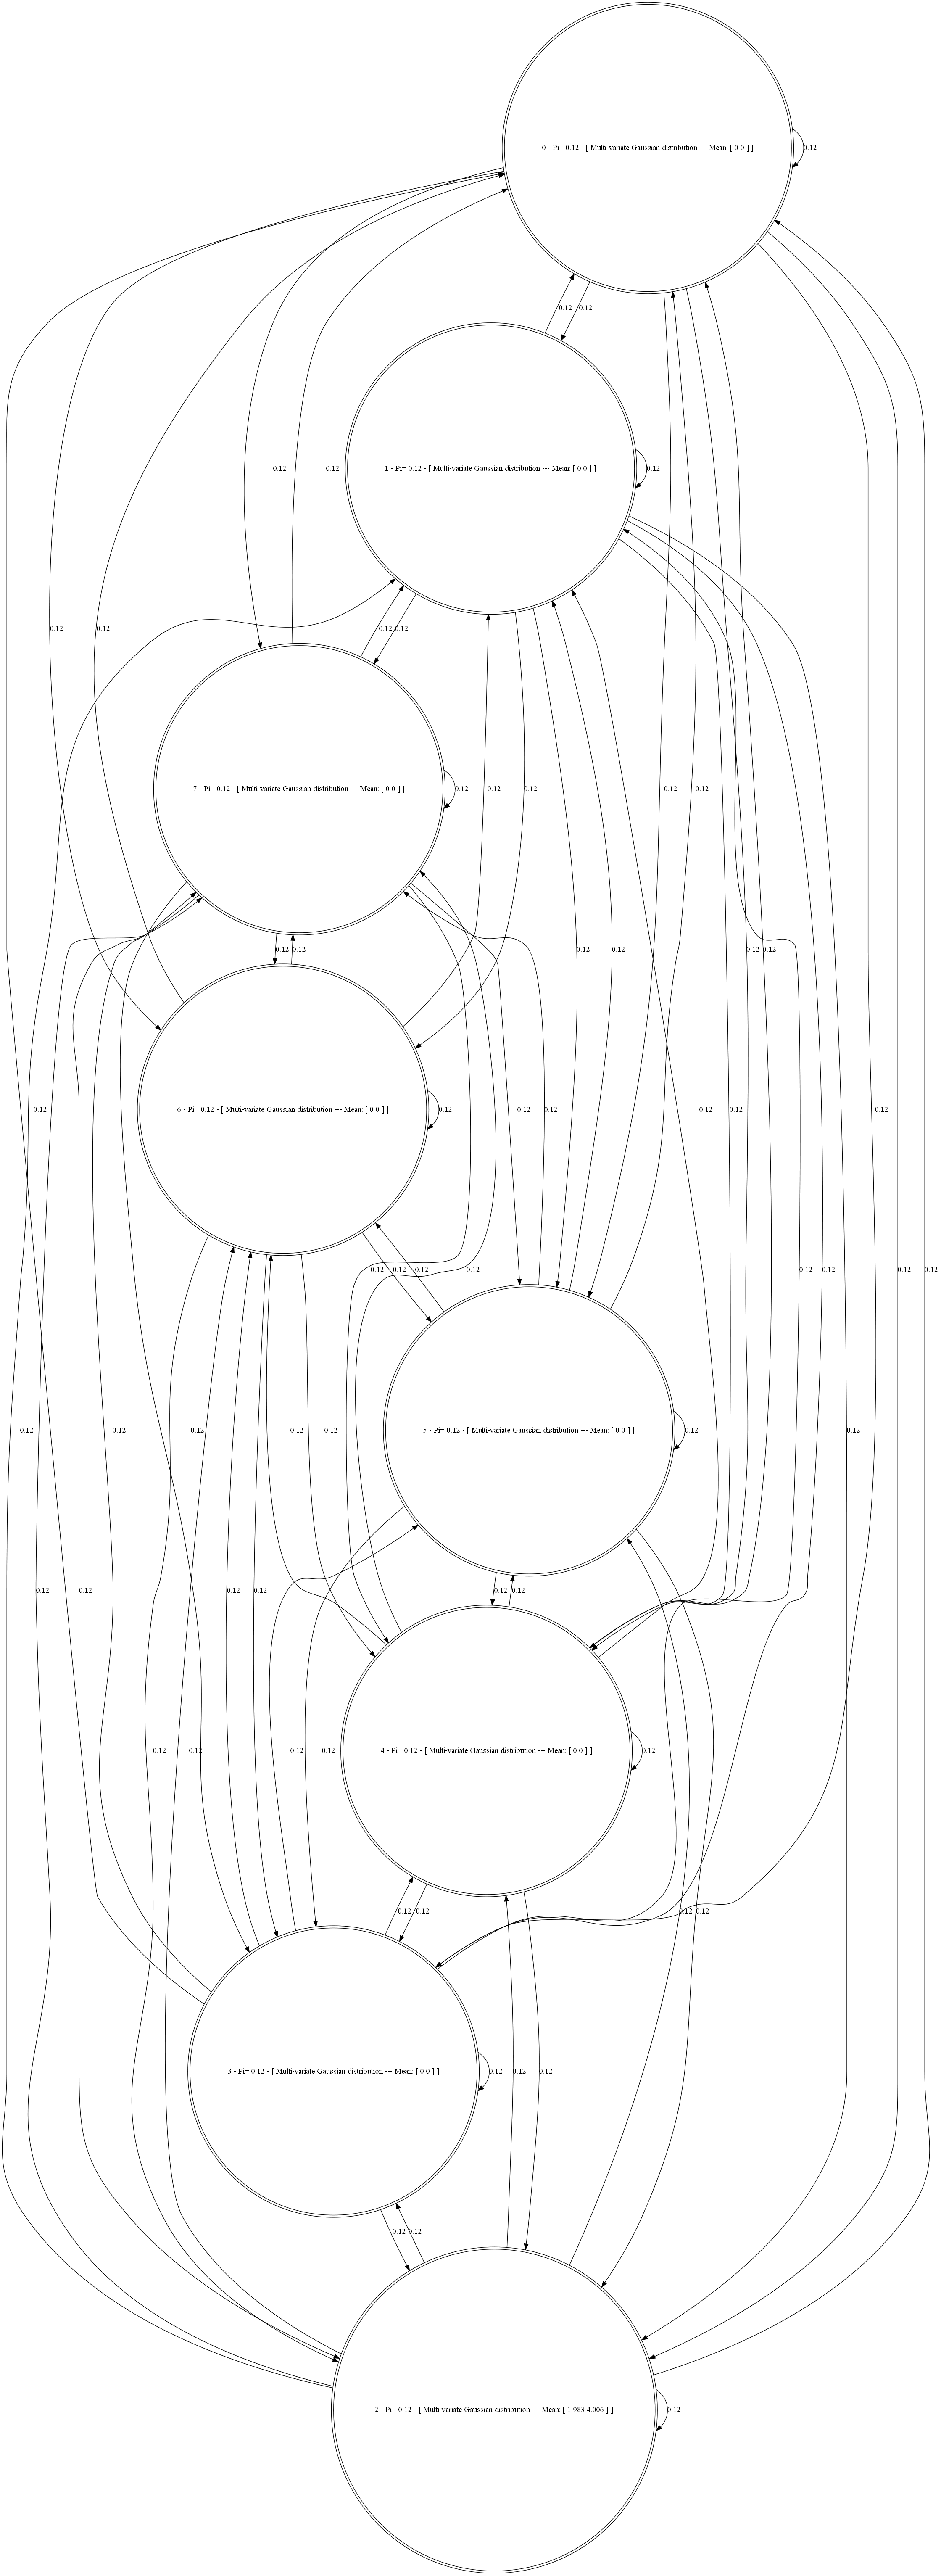 0 - Pi= 0.12 - [ Multi-variate Gaussian distribution --- Mean: [ 0 0 ] ] 0.12
0.12 0.12
0.12 0.12 1 - Pi= 0.12 - [ Multi-variate Gaussian distribution --- Mean: [ 0 0 ] ] 0.12
0.12 0.12 0.12 0.12
7 - Pi= 0.12 - [ Multi-variate Gaussian distribution --- Mean: [ 0 0 ] ] 0.12 0.12 0.12 0.12 0.12
0.12 0.12 0.12 0.12 0.12 0.12
0.12 6 - Pi= 0.12 - [ Multi-variate Gaussian distribution --- Mean: [ 0 0 ] ] 0.12 0.12 0.12 0.12 0.12 0.12
0.12 0.12 0.12 0.12 0.12 0.12 0.12 0.12
0.12 0.12 0.12 0.12 0.12 5 - Pi= 0.12 - [ Multi-variate Gaussian distribution --- Mean: [ 0 0 ] ] 0.12 0.12
0.12 0.12 0.12 0.12 0.12 0.12
0.12 0.12 0.12 0.12 4 - Pi= 0.12 - [ Multi-variate Gaussian distribution --- Mean: [ 0 0 ] ] 0.12
0.12 0.12 0.12 0.12
3 - Pi= 0.12 - [ Multi-variate Gaussian distribution --- Mean: [ 0 0 ] ] 0.12 0.12 0.12
0.12 0.12
2 - Pi= 0.12 - [ Multi-variate Gaussian distribution --- Mean: [ 1.983 4.006 ] ] 0.12